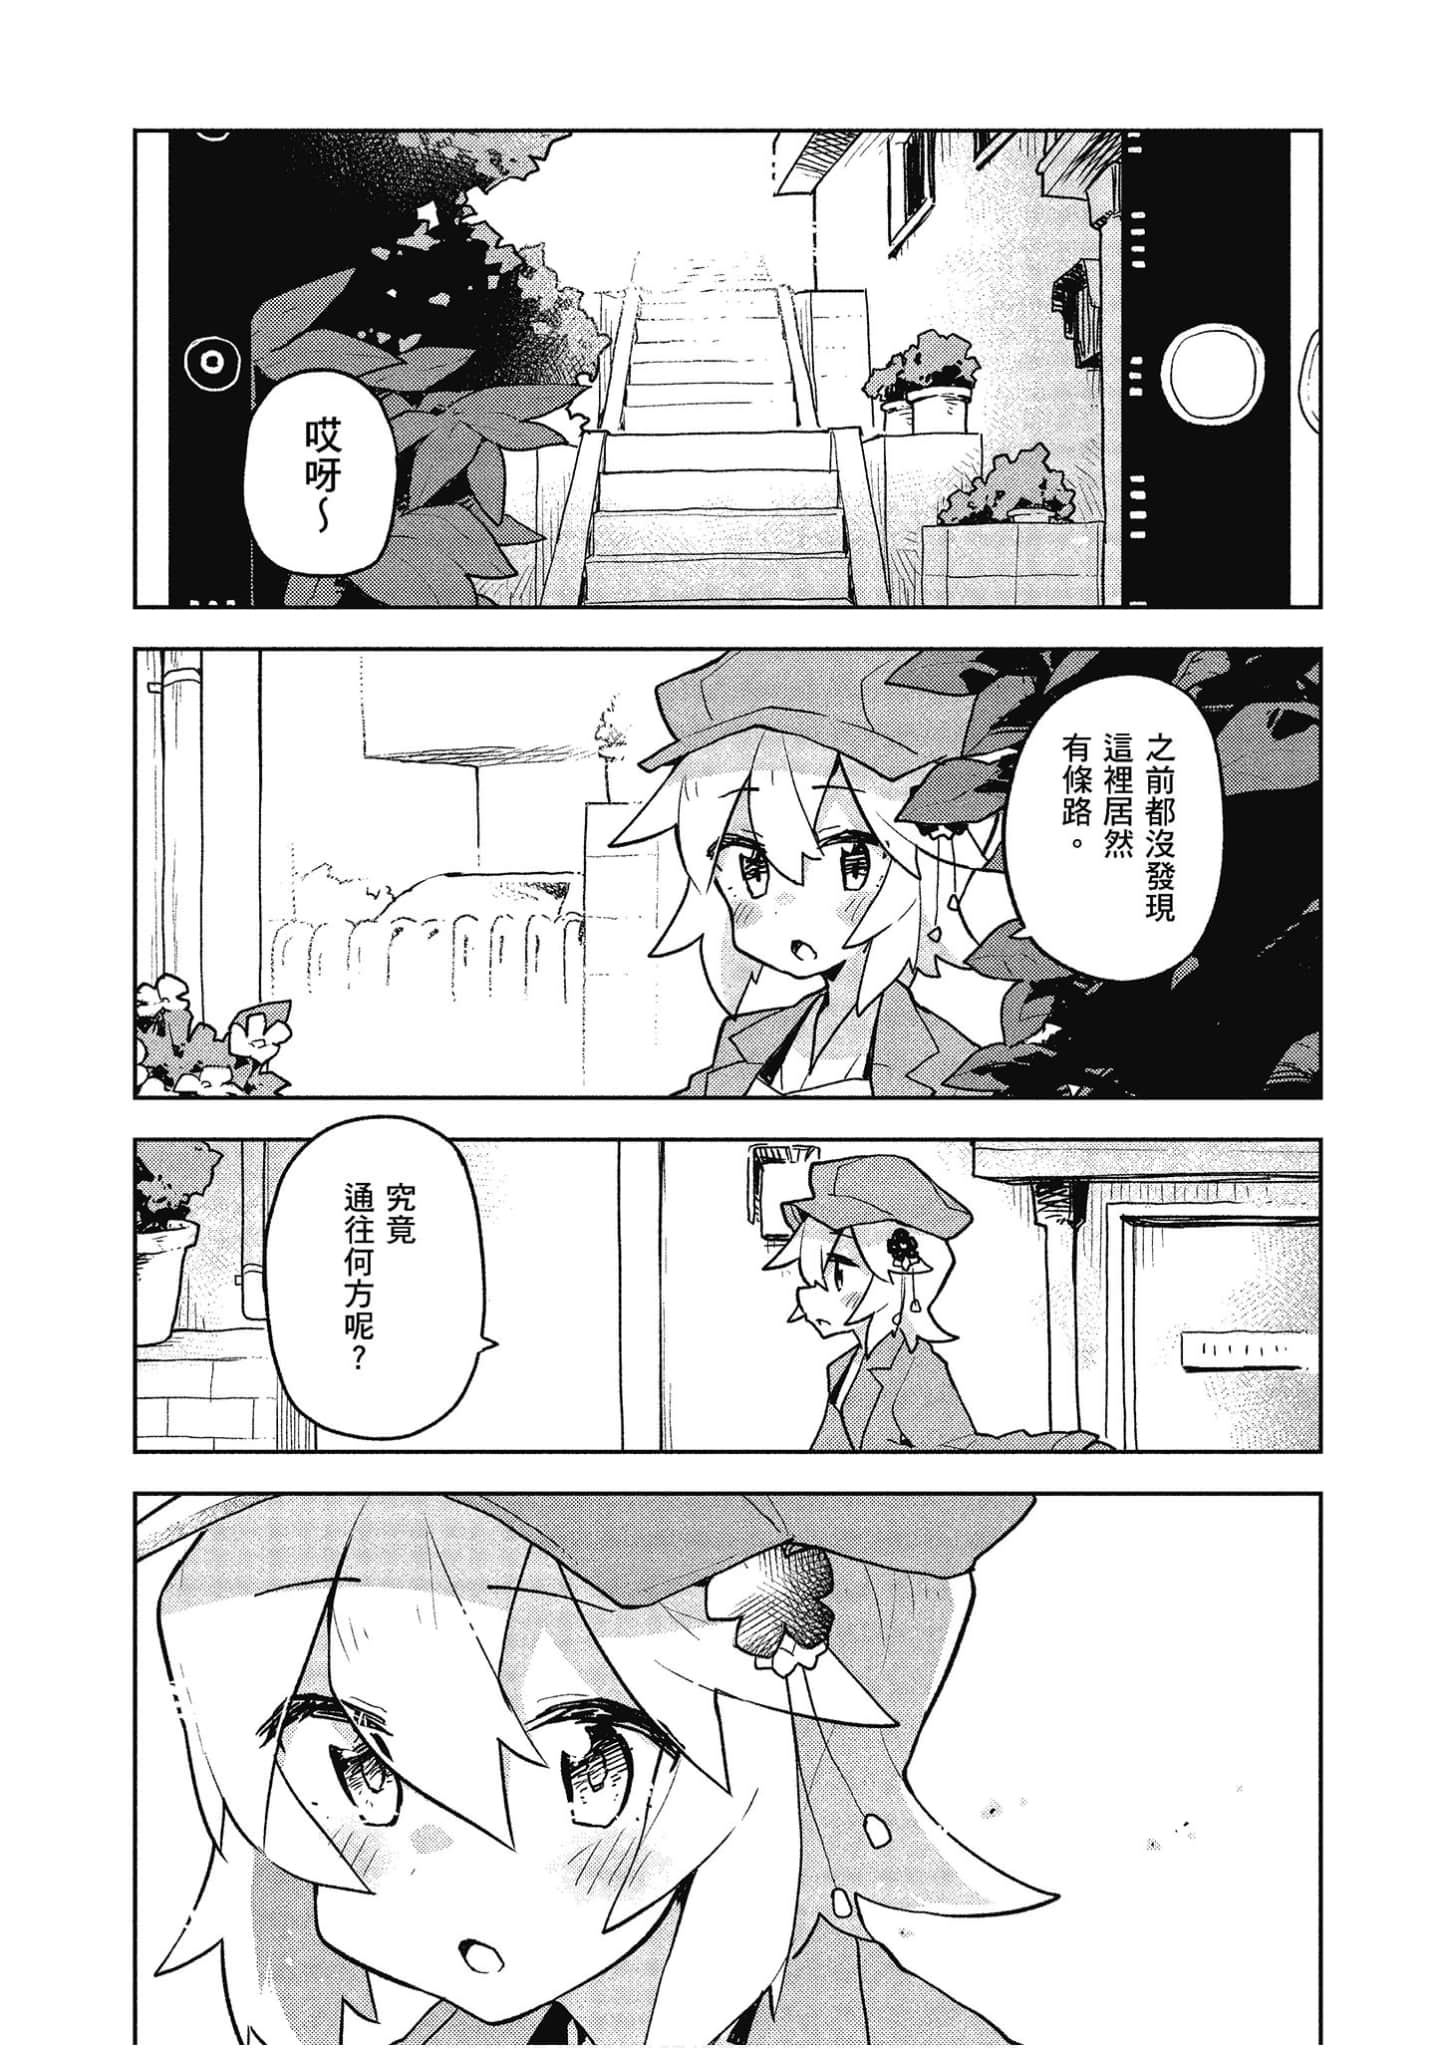 哎呀～
之前都沒發現
這裡居然
有條路。
究竟
通往何方呢？